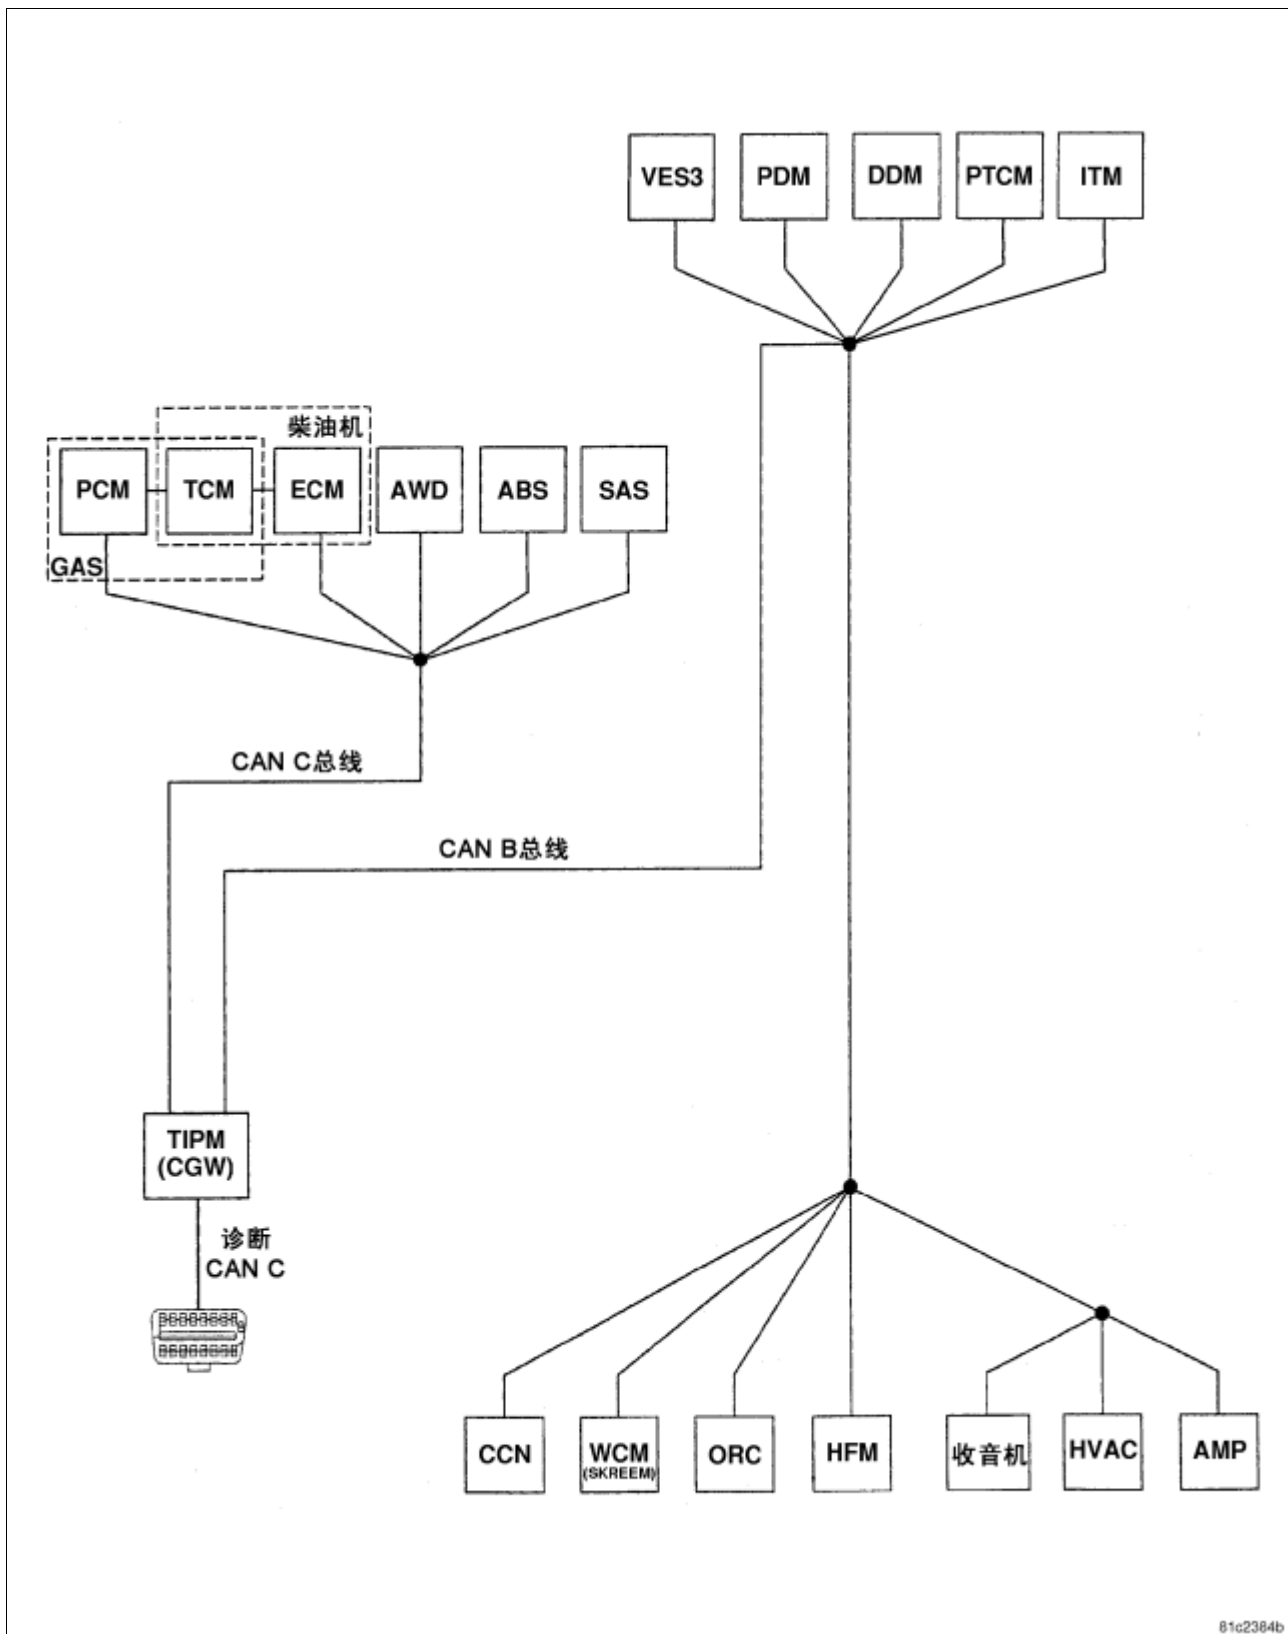 VES3
PDM
DDM
PTCM
ITM
柴油机
PCM
TCM
ECM
AWD
ABS
SAS
GAS
CAN C总线
CAN B总线
TIPM
(CGW)
诊断
CAN C
CCN
WCM
(SKREEM)
ORC
HFM
收音机
HVAC
AMP
81c2384b